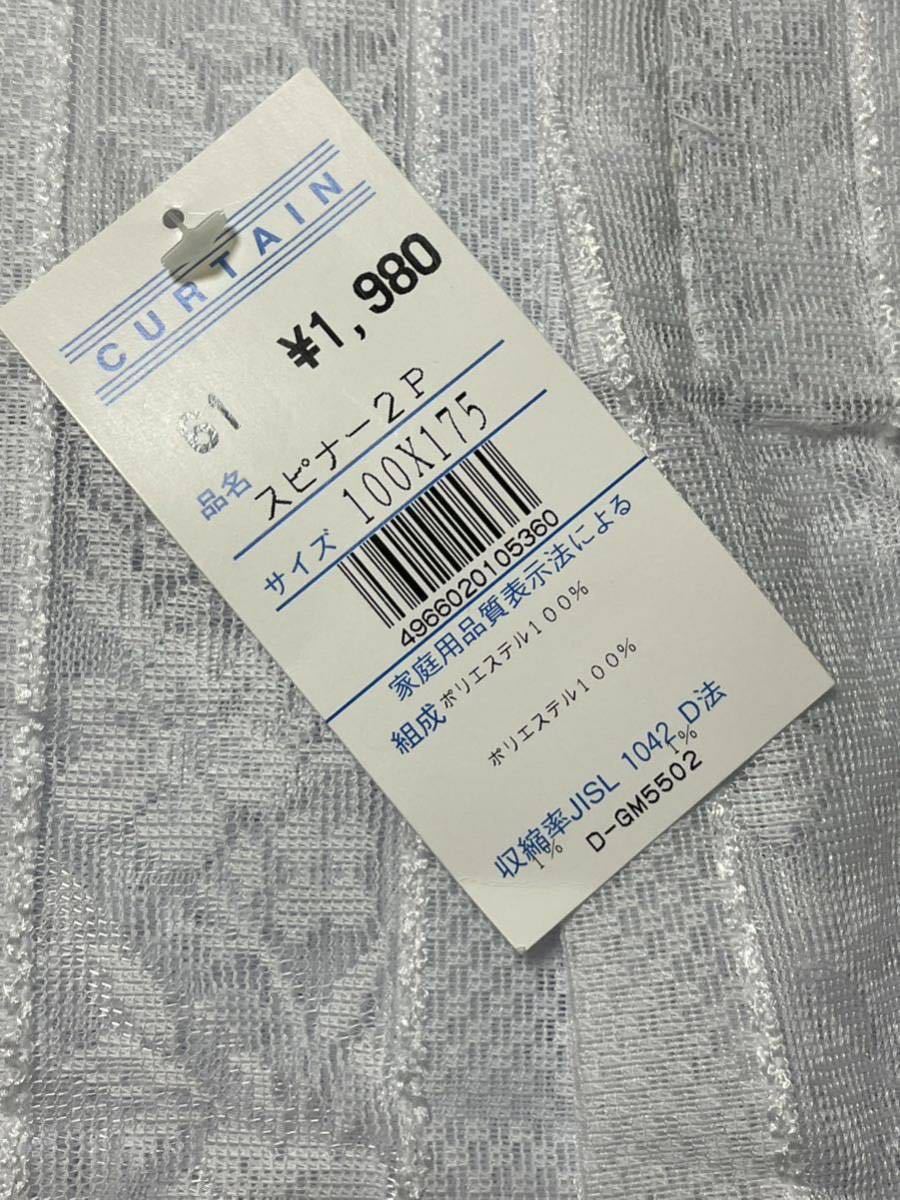 CURTAIN
¥1,980
61
品名 スピナー2P
サイズ 100X175
4966020105360
家庭用品質表示法による
組成 ポリエステル100%
ポリエステル100%
収縮率JISL 1042 D法
1% 1%
D-GM5502